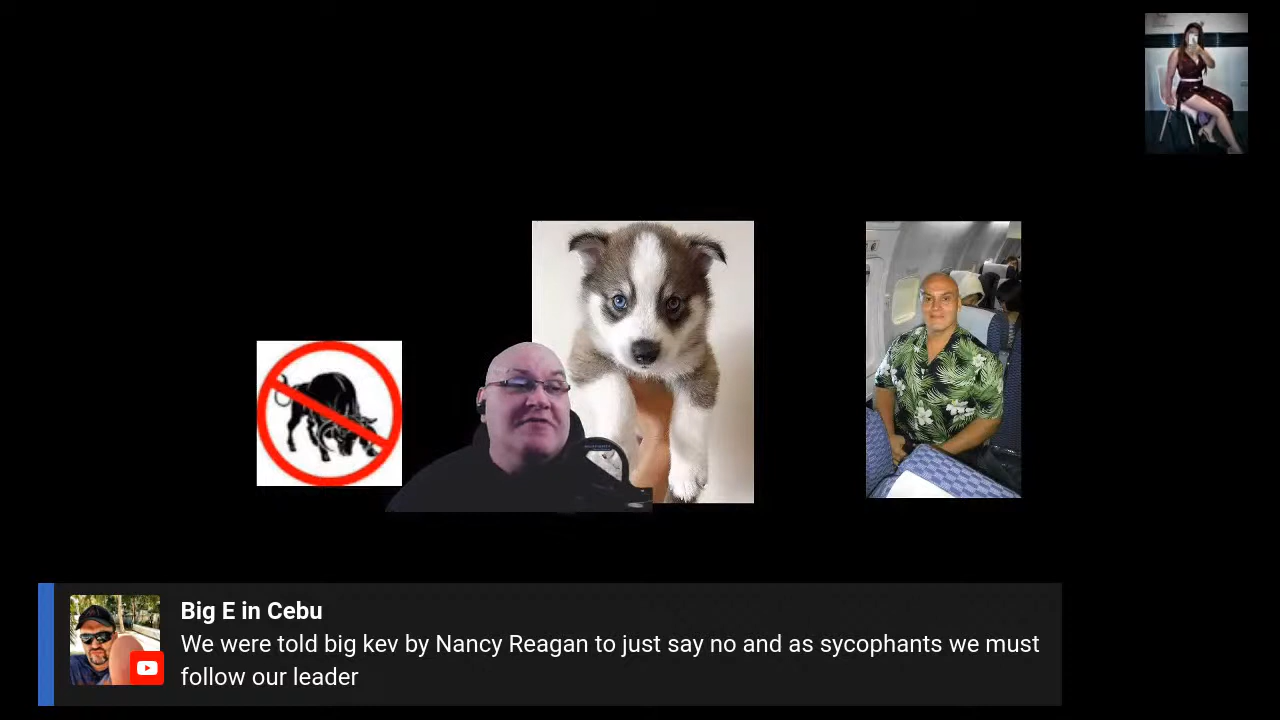 Big E in Cebu
We were told big kev by Nancy Reagan to just say no and as sycophants we must
follow our leader